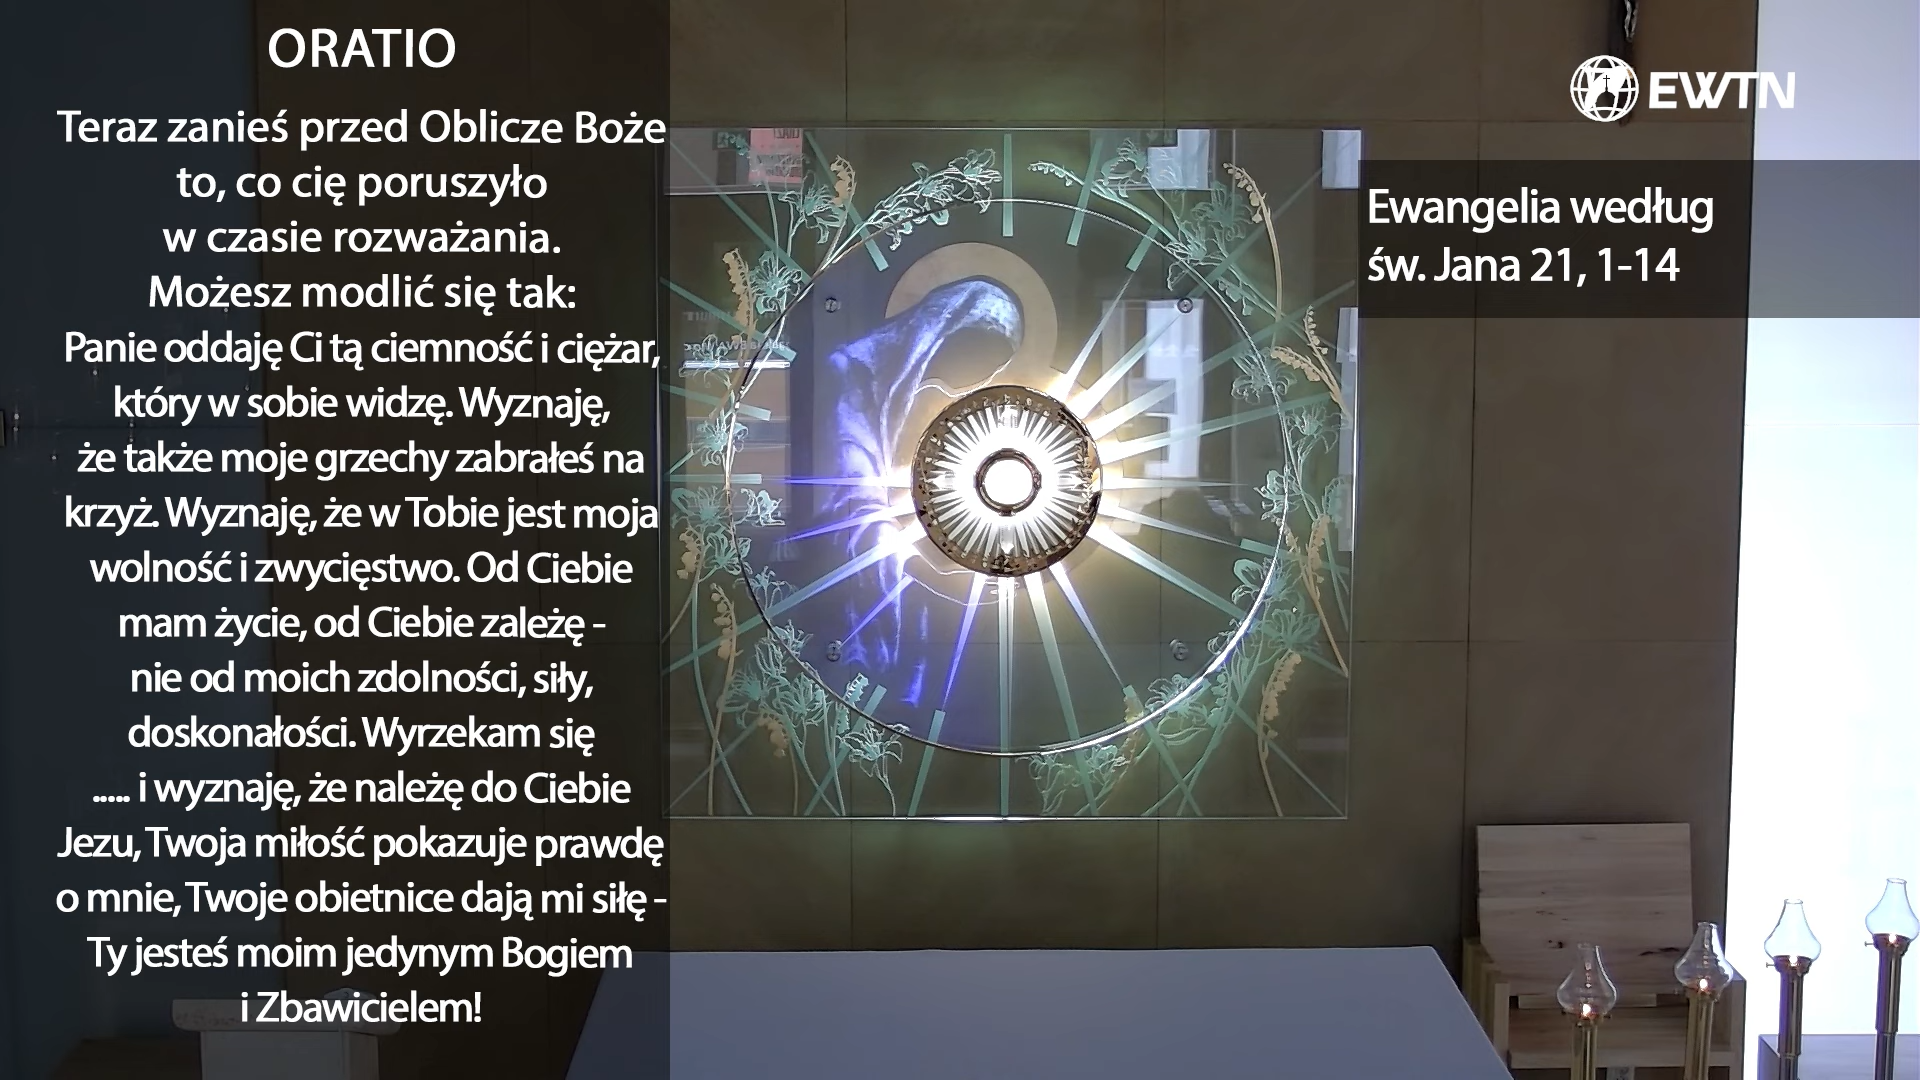 ORATIO
Teraz zanieś przed Oblicze Boże
to, co cię poruszyło
w czasie rozważania.
Możesz modlić się tak:
Panie oddaję Ci tą ciemność i ciężar,
który w sobie widzę. Wyznaję,
że także moje grzechy zabrałeś na
krzyż. Wyznaję, że w Tobie jest moja
wolność i zwycięstwo. Od Ciebie
mam życie, od Ciebie zależę -
nie od moich zdolności, siły,
doskonałości. Wyrzekam się
..... i wyznaję, że należę do Ciebie
Jezu, Twoja miłość pokazuje prawdę
o mnie, Twoje obietnice dają mi siłę -
Ty jesteś moim jedynym Bogiem
i Zbawicielem!
EWTN
Ewangelia według
św. Jana 21, 1-14